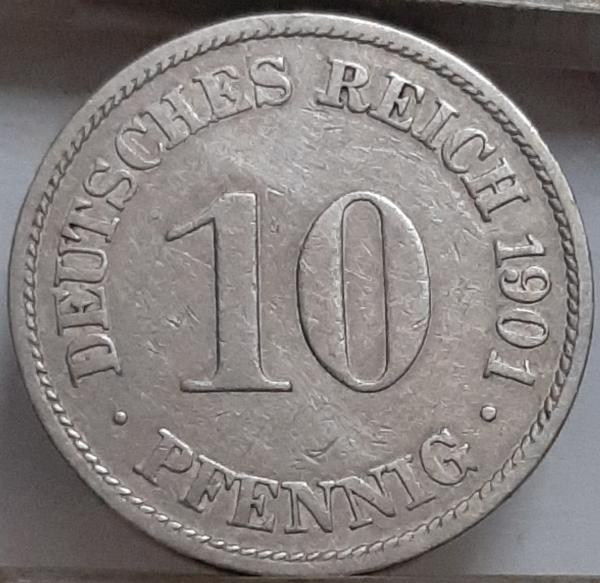 DEUTSCHES REICH 1901
10
PFENNIG